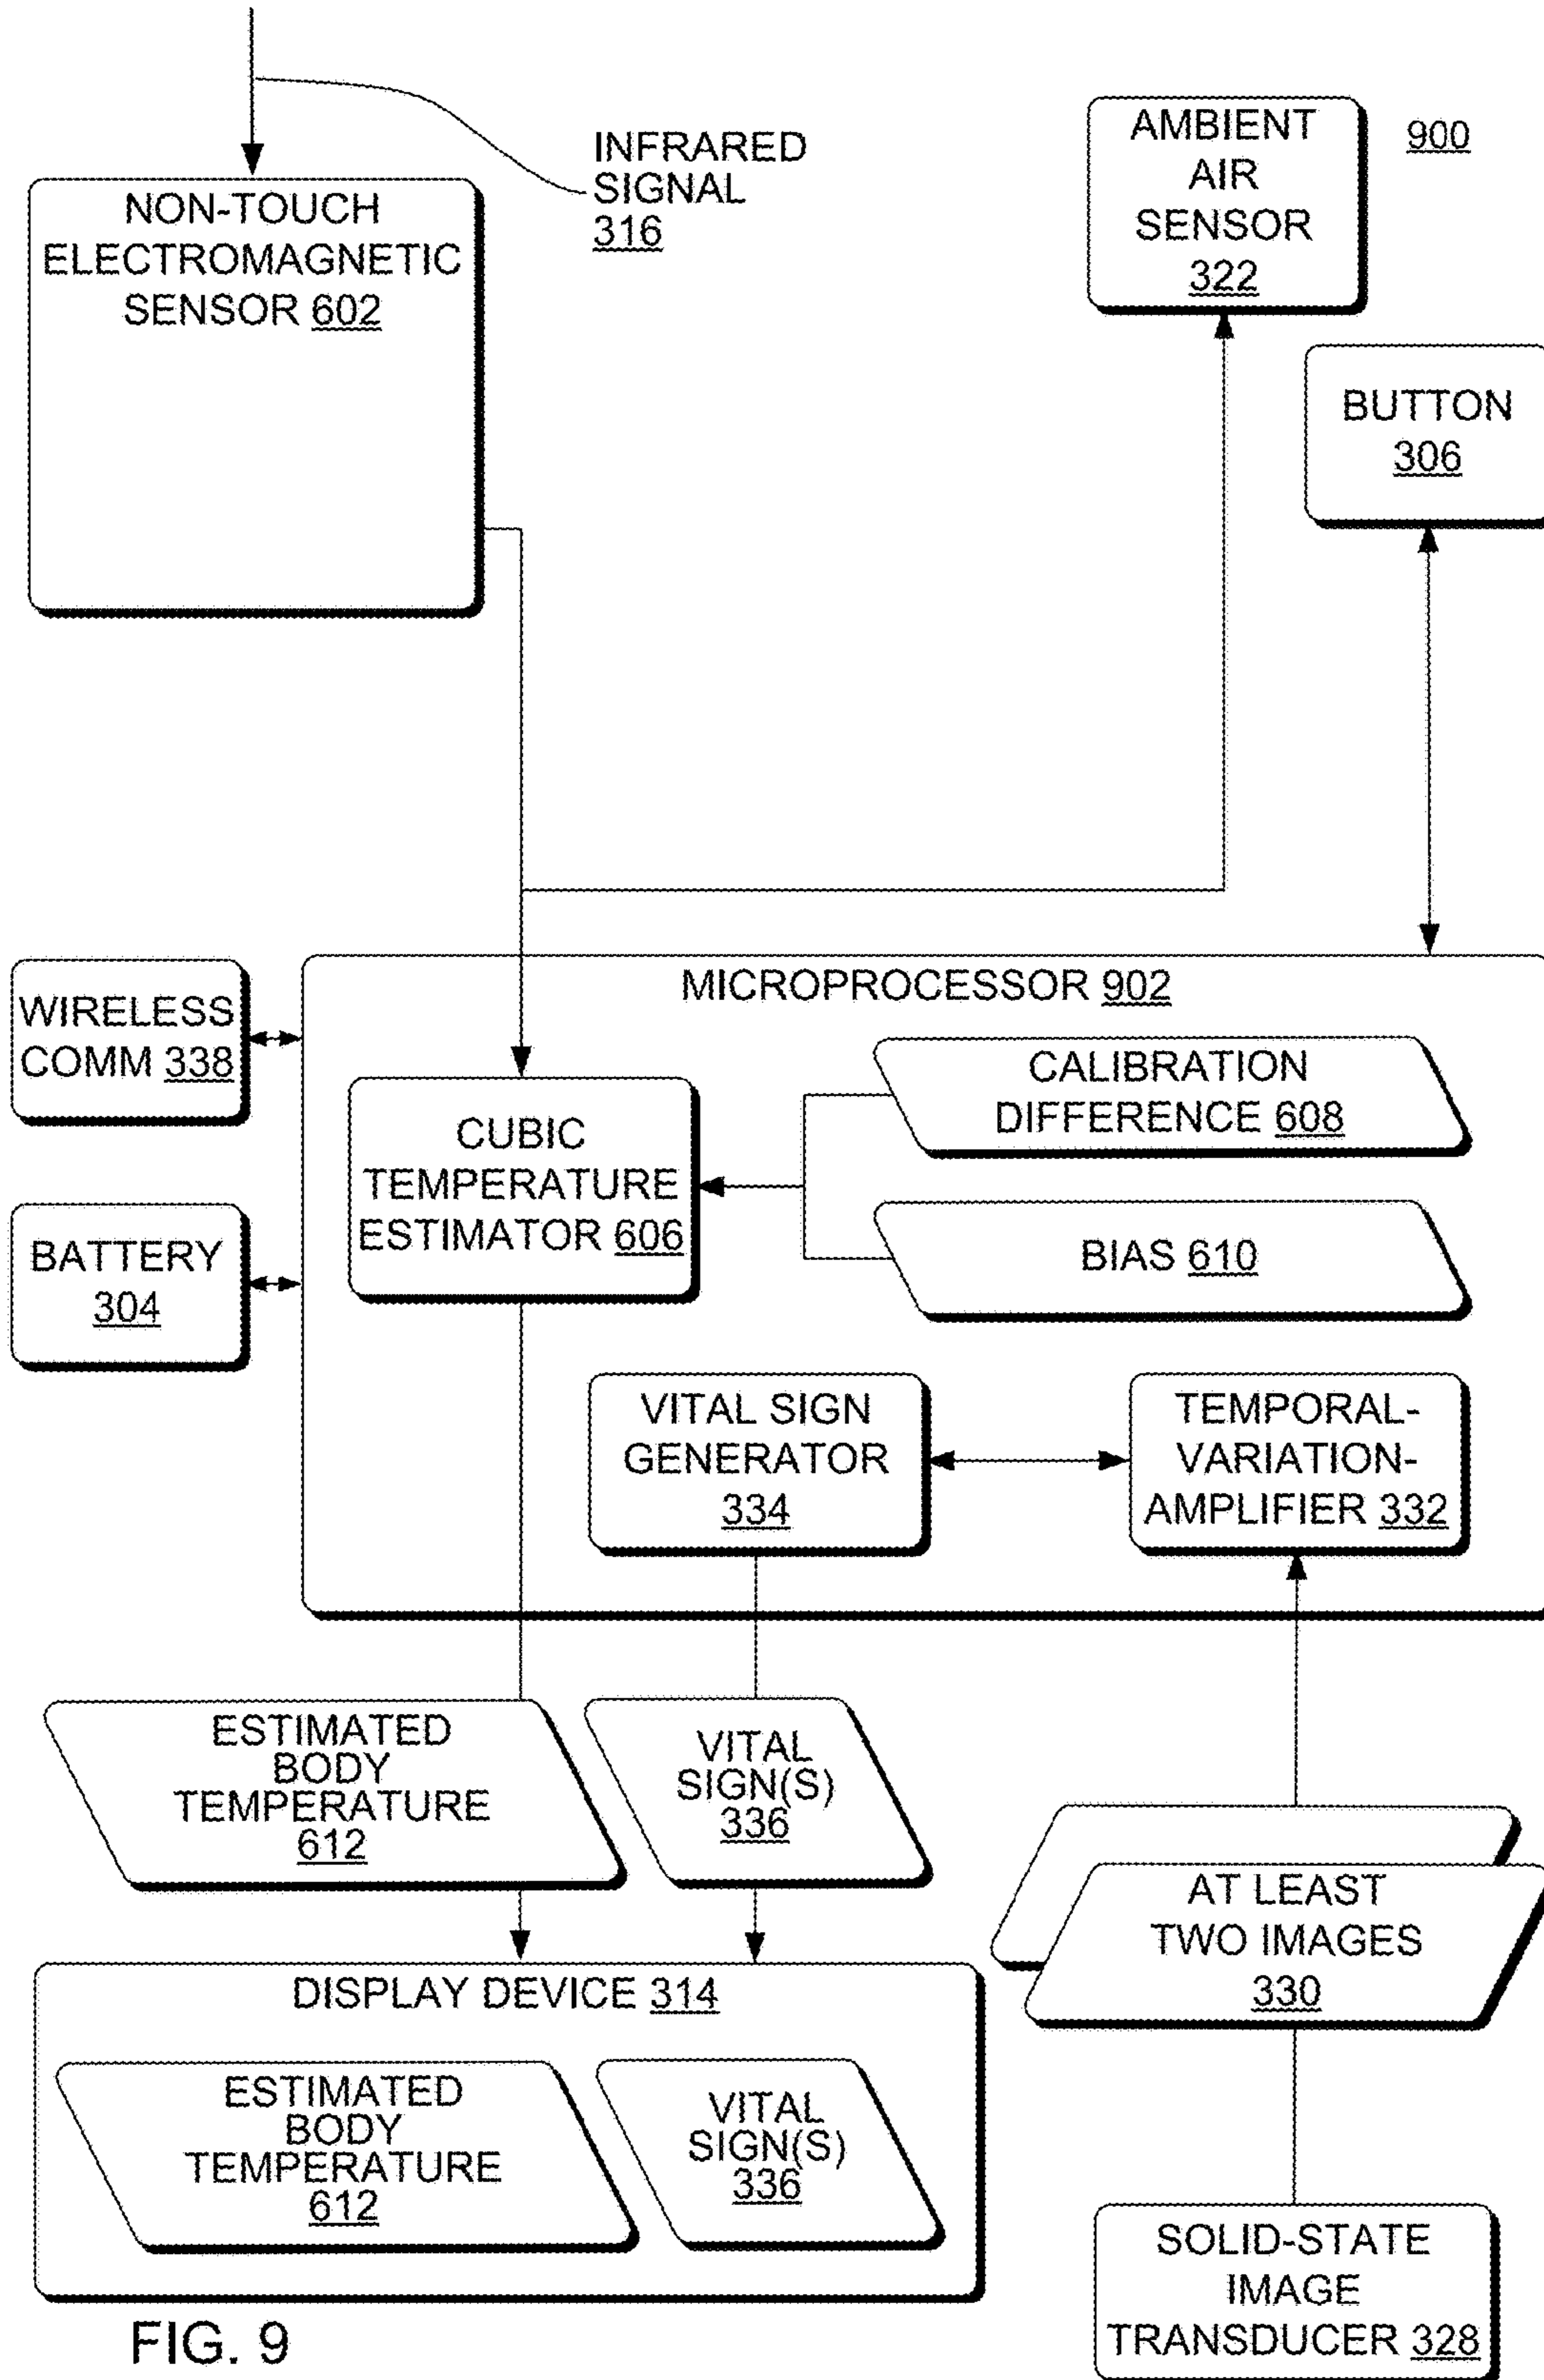 INFRARED
SIGNAL
316
NON-TOUCH
ELECTROMAGNETIC
SENSOR 602
AMBIENT
AIR
SENSOR
322
900
BUTTON
306
MICROPROCESSOR 902
WIRELESS
COMM 338
BATTERY
304
CUBIC
TEMPERATURE
ESTIMATOR 606
CALIBRATION
DIFFERENCE 608
BIAS 610
VITAL SIGN
GENERATOR
334
TEMPORAL-
VARIATION-
AMPLIFIER 332
ESTIMATED
BODY
TEMPERATURE
612
VITAL
SIGN(S)
336
AT LEAST
TWO IMAGES
330
DISPLAY DEVICE 314
ESTIMATED
BODY
TEMPERATURE
612
VITAL
SIGN(S)
336
SOLID-STATE
IMAGE
TRANSDUCER 328
FIG. 9